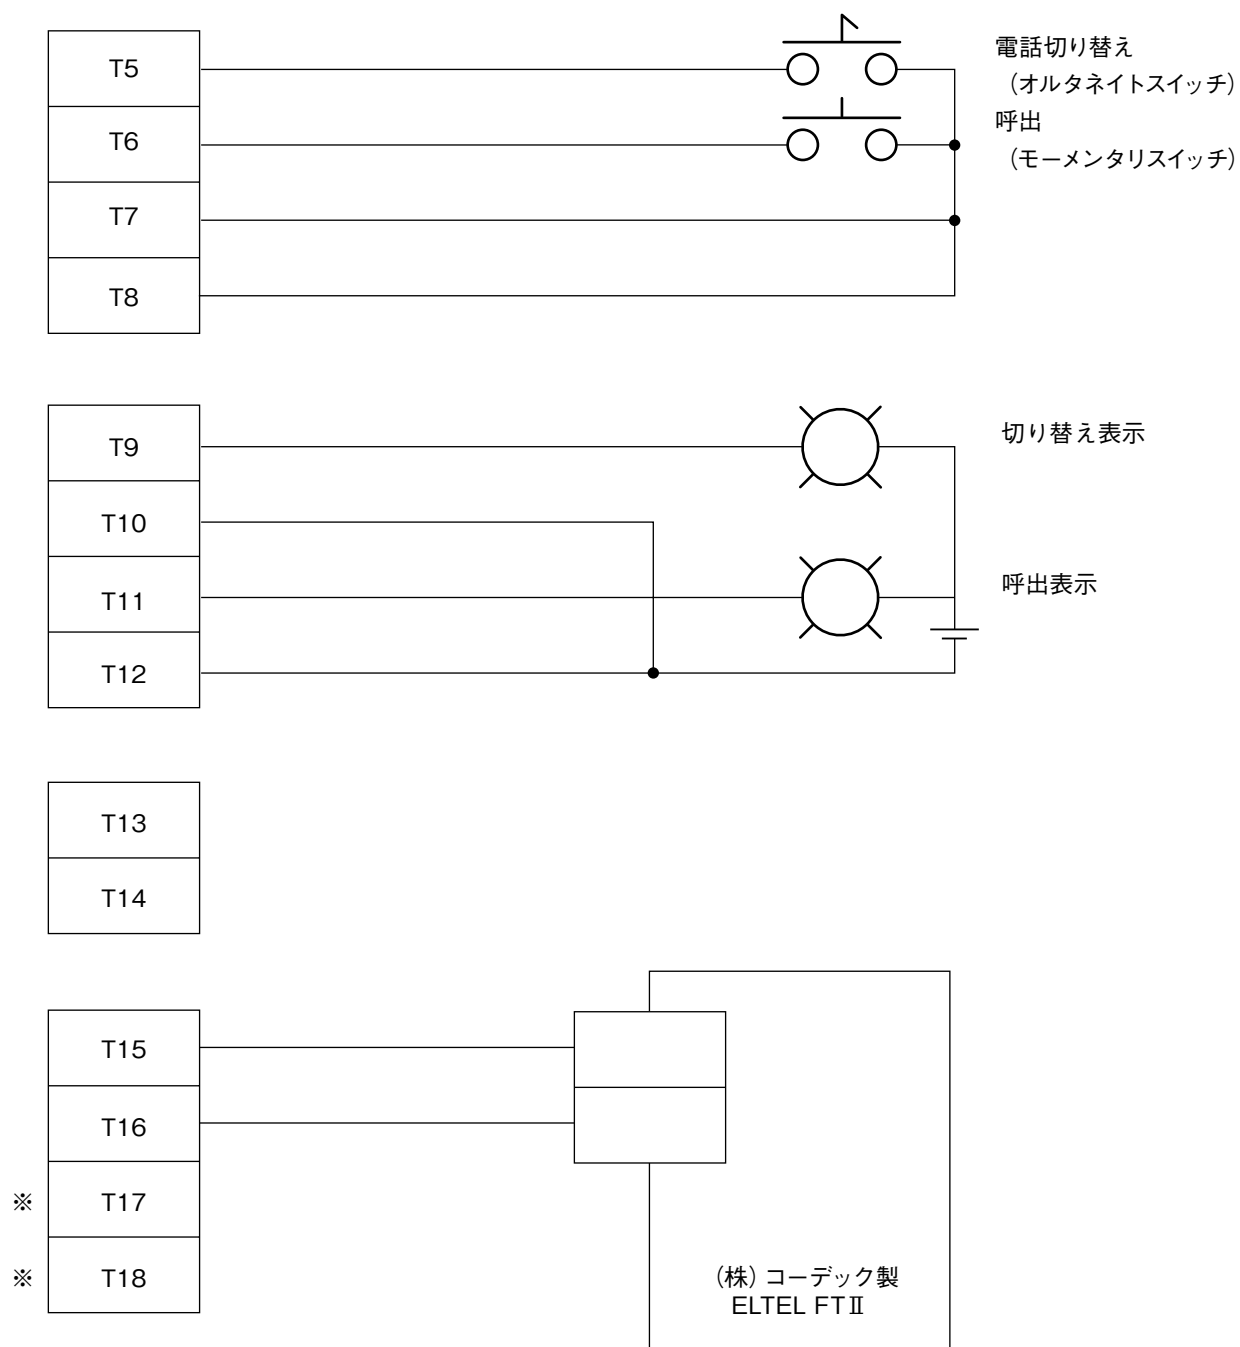 T5
T6
T7
T8
電話切り替え
（オルタネイトスイッチ）
呼出
（モーメンタリスイッチ）
T9
T10
T11
T12
切り替え表示
呼出表示
T13
T14
T15
T16
※ T17
※ T18
（株）コーデック製
ELTEL FTⅡ